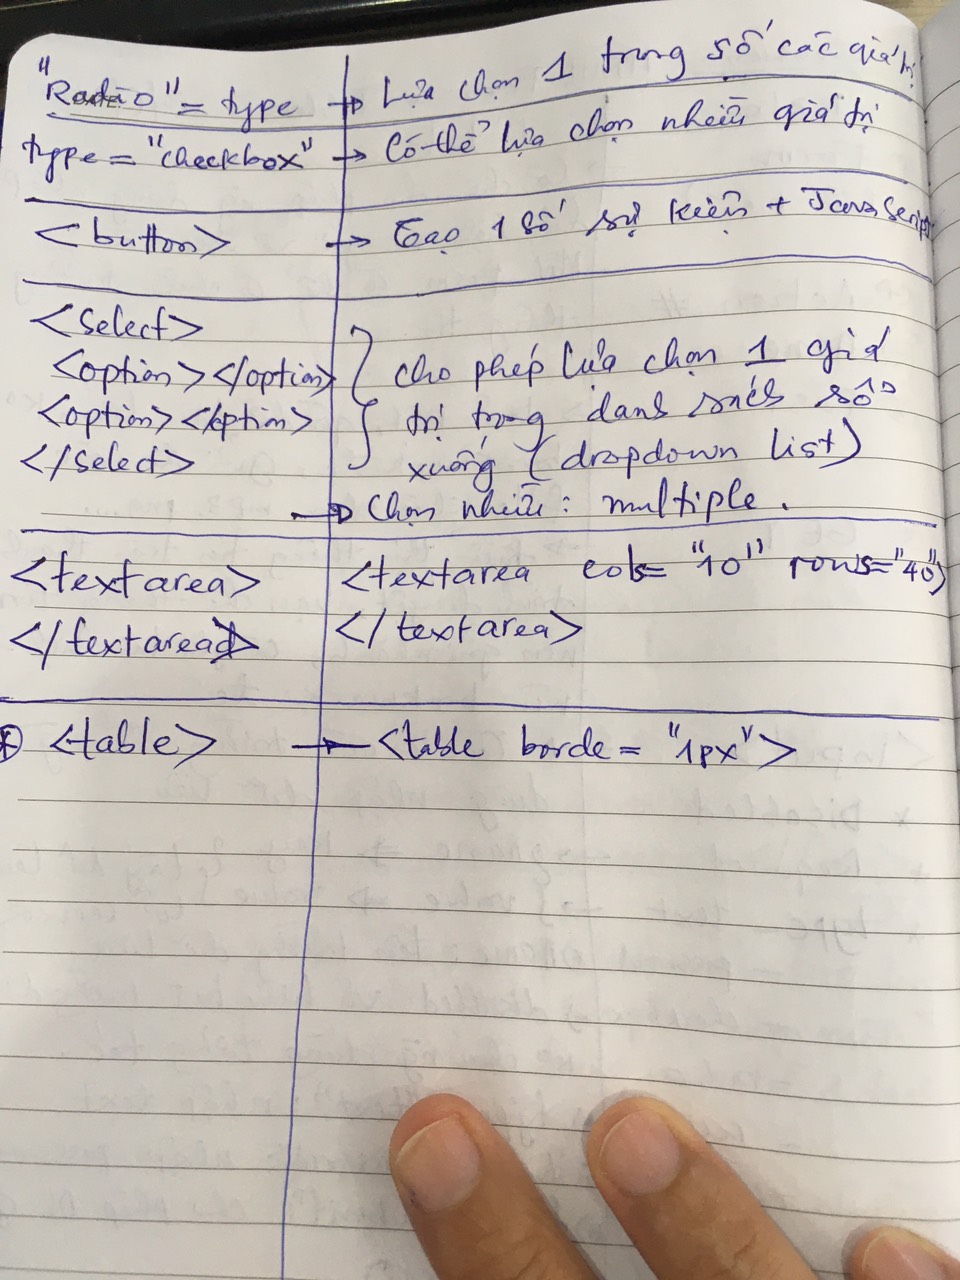 "Radio" = type → Lựa chọn 1 trong số các giá trị
type = "checkbox" → Có thể lựa chọn nhiều giá trị
<button> → Tạo 1 số sự kiện + JavaScript
<select>
<option></option> cho phép lựa chọn 1 giá
<option></option> trị trong danh sách sổ
</select> xuống (dropdown list)
→ Chọn nhiều: multiple.
<textarea> <textarea cols= "10" rows="40">
</textarea> </textarea>
<table> → <table borde = "1px">